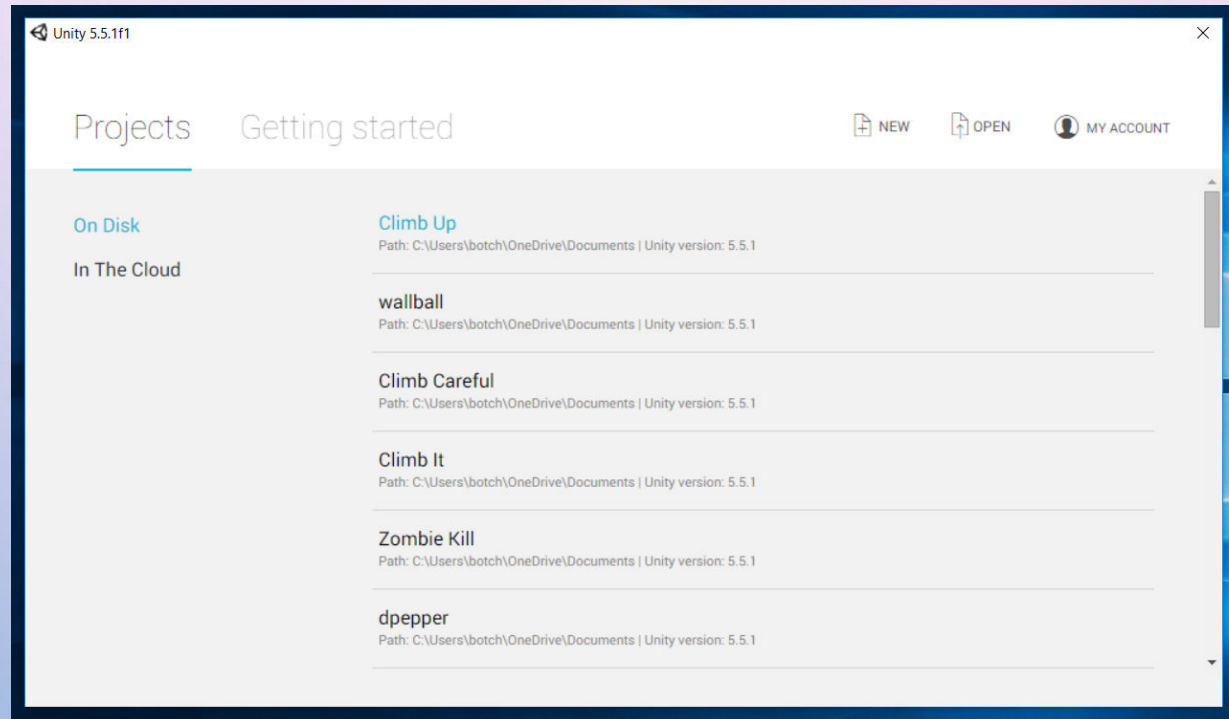 Unity 5.5.1f1
Projects Getting started NEW OPEN MY ACCOUNT
On Disk
In The Cloud
Climb Up
Path: C:\Users\botch\OneDrive\Documents | Unity version: 5.5.1
wallball
Path: C:\Users\botch\OneDrive\Documents | Unity version: 5.5.1
Climb Careful
Path: C:\Users\botch\OneDrive\Documents | Unity version: 5.5.1
Climb It
Path: C:\Users\botch\OneDrive\Documents | Unity version: 5.5.1
Zombie Kill
Path: C:\Users\botch\OneDrive\Documents | Unity version: 5.5.1
dpepper
Path: C:\Users\botch\OneDrive\Documents | Unity version: 5.5.1